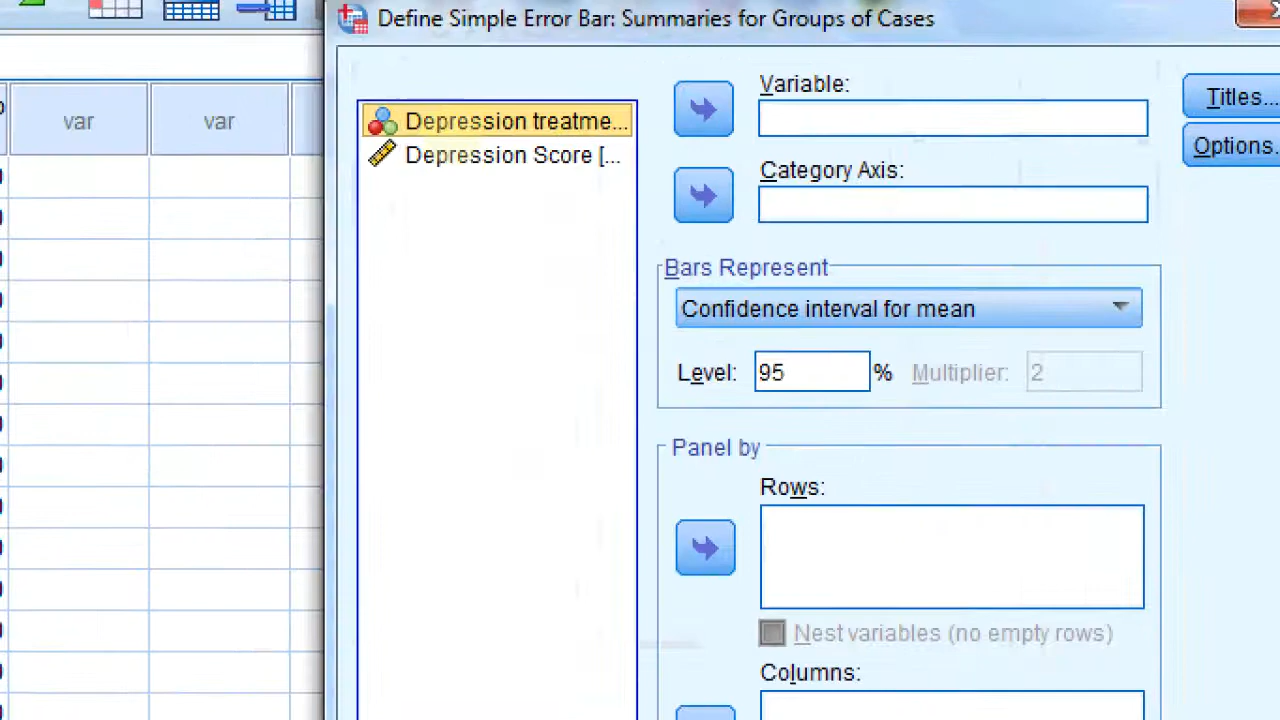 Define Simple Error Bar: Summaries for Groups of Cases
var
var
Depression treatme...
Depression Score [...
Variable:
Category Axis:
Titles...
Options.
Bars Represent
Confidence interval for mean
Level: 95 % Multiplier: 2
Panel by
Rows:
Nest variables (no empty rows)
Columns: